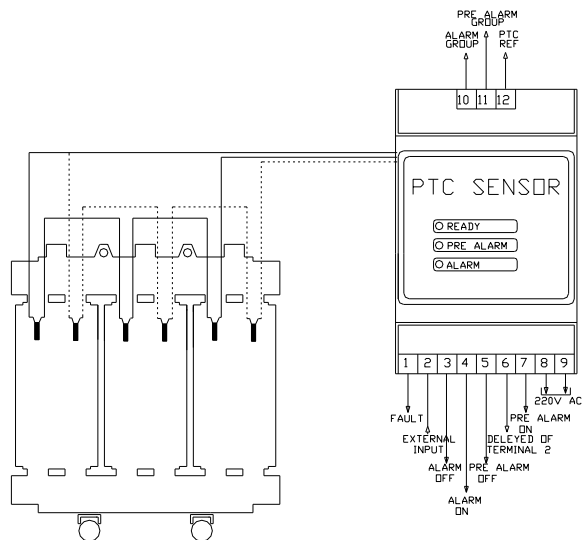 PRE ALARM
GROUP
ALARM
GROUP
PTC
REF
10 11 12
PTC SENSOR
READY
PRE ALARM
ALARM
1 2 3 4 5 6 7 8 9
220V AC
FAULT
PRE ALARM
ON
EXTERNAL
INPUT
DELEYED OF
TERMINAL 2
ALARM
OFF
PRE ALARM
OFF
ALARM
ON